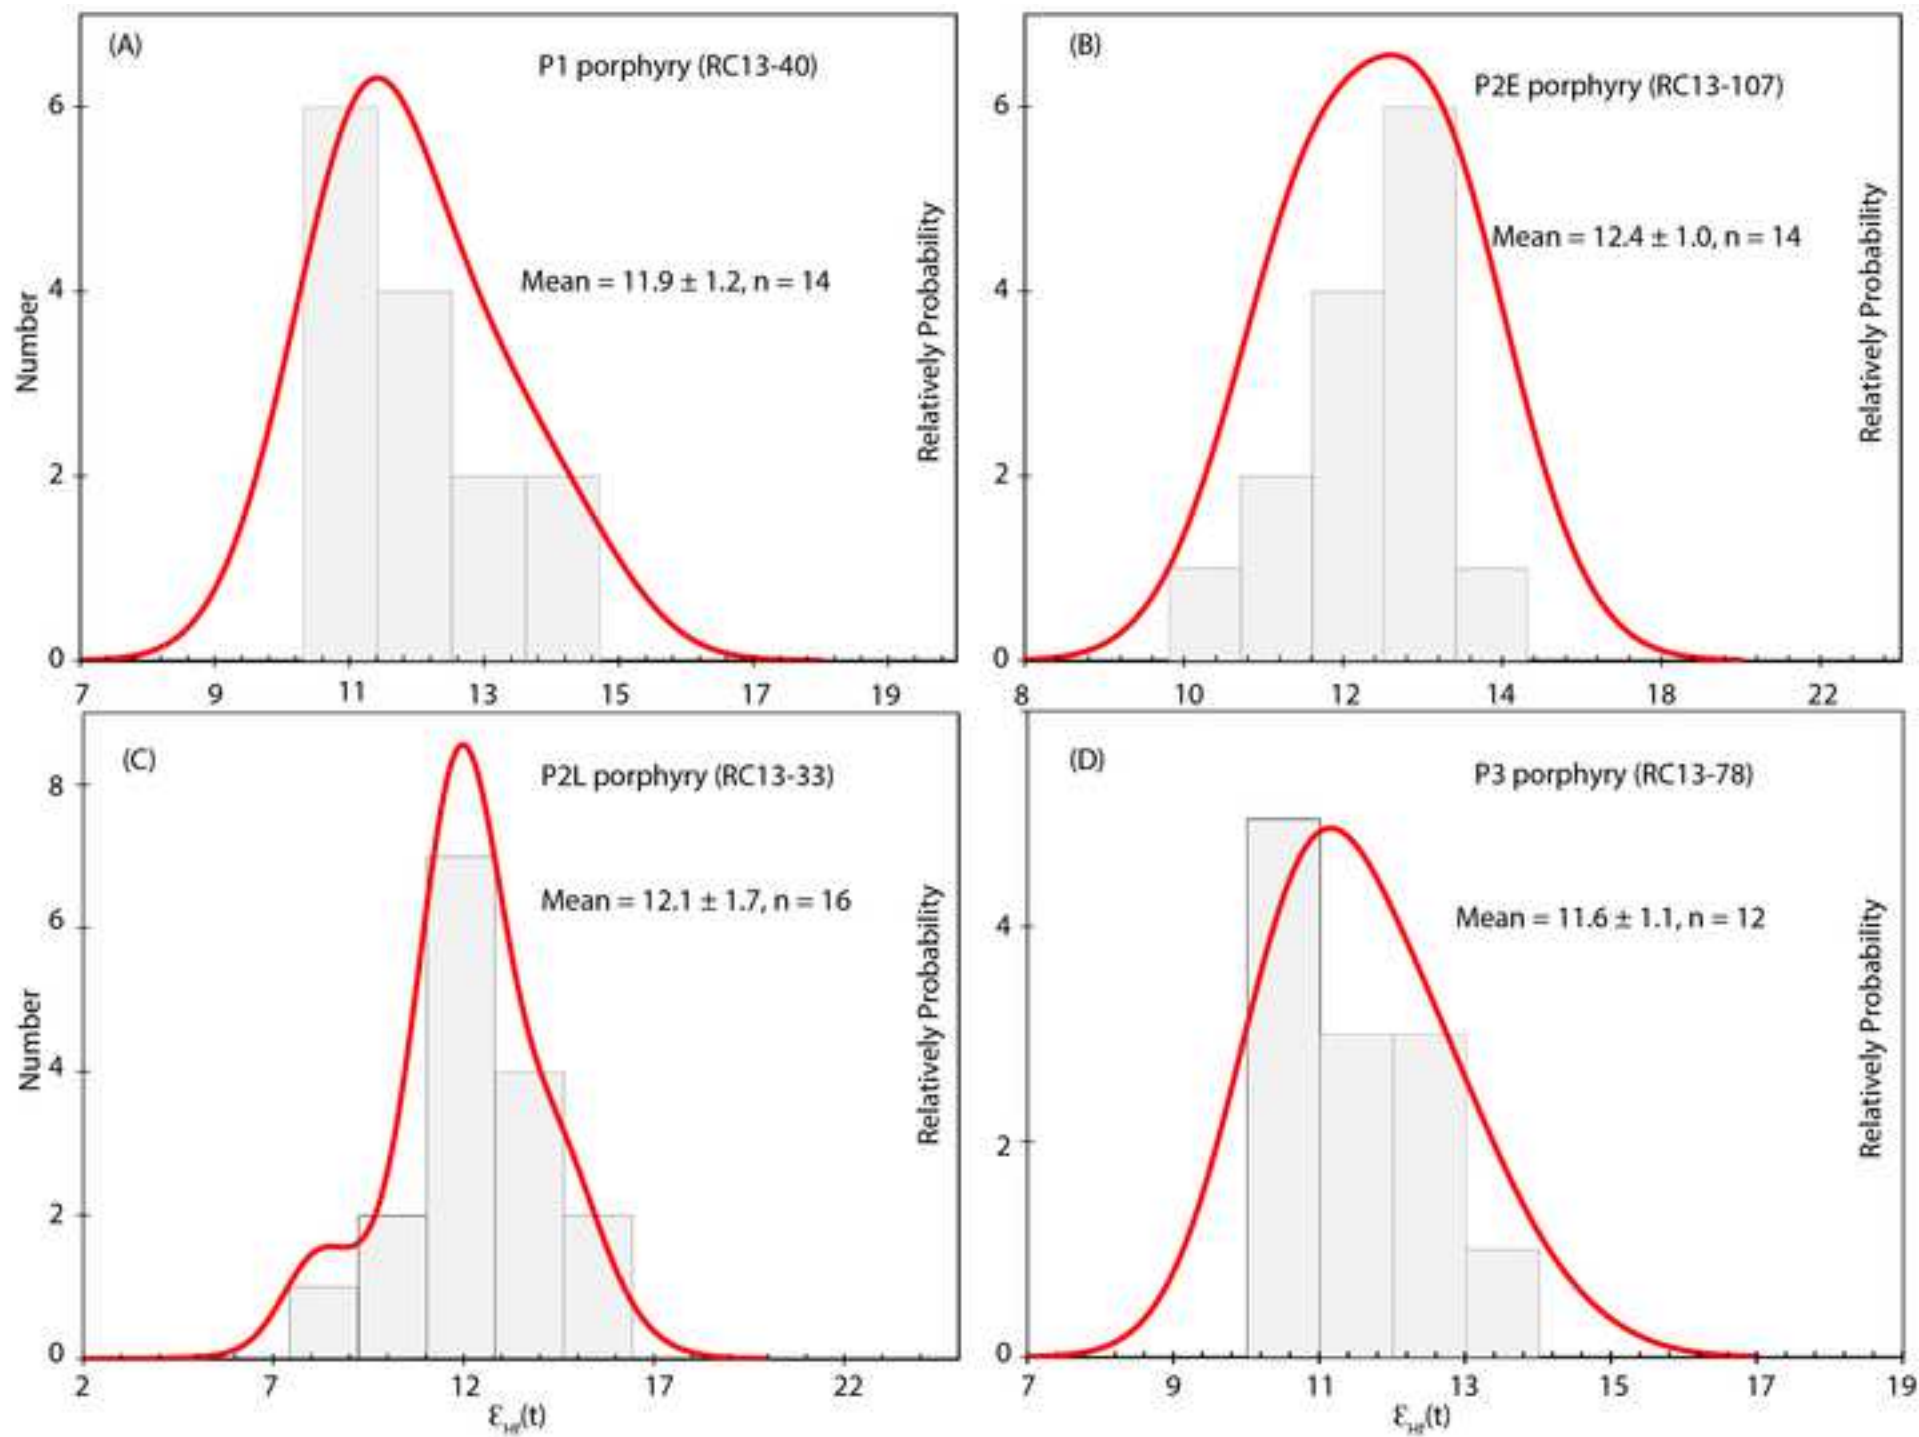 (A)
P1 porphyry (RC13-40)
Mean = 11.9 ± 1.2, n = 14
Number
Relatively Probability
6
4
2
0
7 9 11 13 15 17 19
(B)
P2E porphyry (RC13-107)
Mean = 12.4 ± 1.0, n = 14
Relatively Probability
6
4
2
0
8 10 12 14 18 22
(C)
P2L porphyry (RC13-33)
Mean = 12.1 ± 1.7, n = 16
Number
Relatively Probability
8
6
4
2
0
2 7 12 17 22
εHf(t)
(D)
P3 porphyry (RC13-78)
Mean = 11.6 ± 1.1, n = 12
Relatively Probability
4
2
0
7 9 11 13 15 17 19
εHf(t)